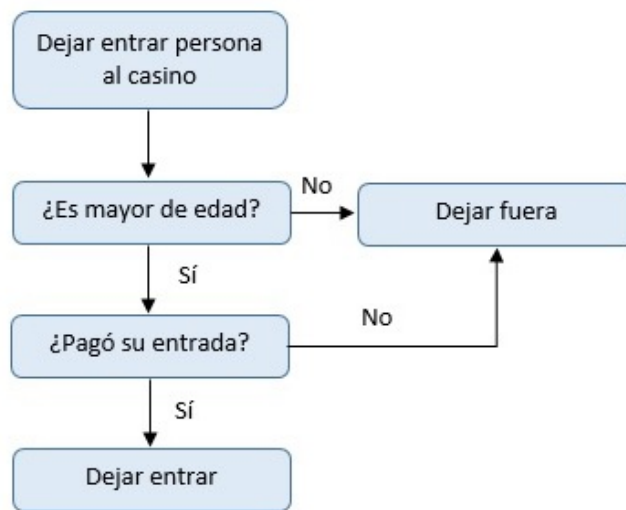 Dejar entrar persona
al casino
No
¿Es mayor de edad?
Dejar fuera
Sí
No
¿Pagó su entrada?
Sí
Dejar entrar